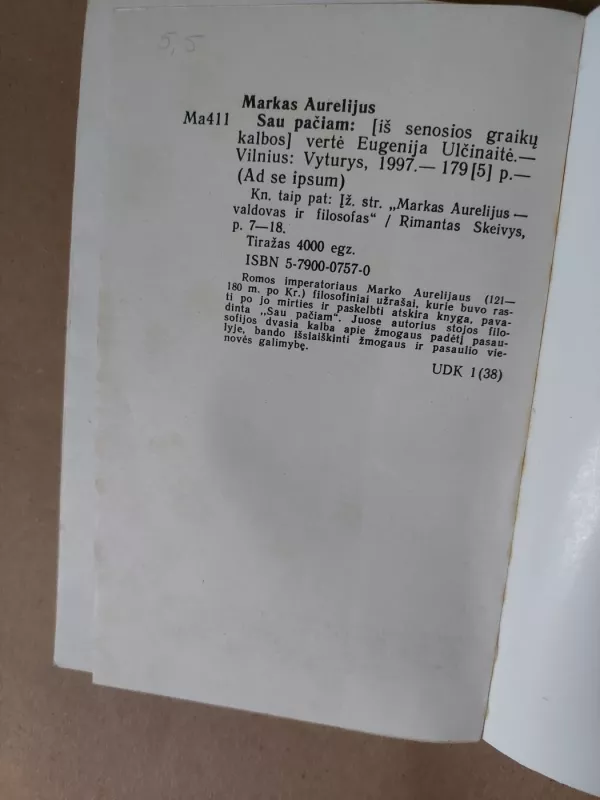 5,5
Markas Aurelijus
Ma411 Sau pačiam: [iš senosios graikų
kalbos] vertė Eugenija Ulčinaitė.—
Vilnius: Vyturys, 1997.— 179 [5] p.—
(Ad se ipsum)
Kn. taip pat: Įž. str. „Markas Aurelijus —
valdovas ir filosofas“ / Rimantas Skeivys,
p. 7—18.
Tiražas 4000 egz.
ISBN 5-7900-0757-0
Romos imperatoriaus Marko Aurelijaus (121—
180 m. po Kr.) filosofiniai užrašai, kurie buvo ras-
ti po jo mirties ir paskelbti atskira knyga, pava-
dinta „Sau pačiam“. Juose autorius stojos filo-
sofijos dvasia kalba apie žmogaus padėtį pasau-
lyje, bando išsiaiškinti žmogaus ir pasaulio vie-
novės galimybę.
UDK 1(38)